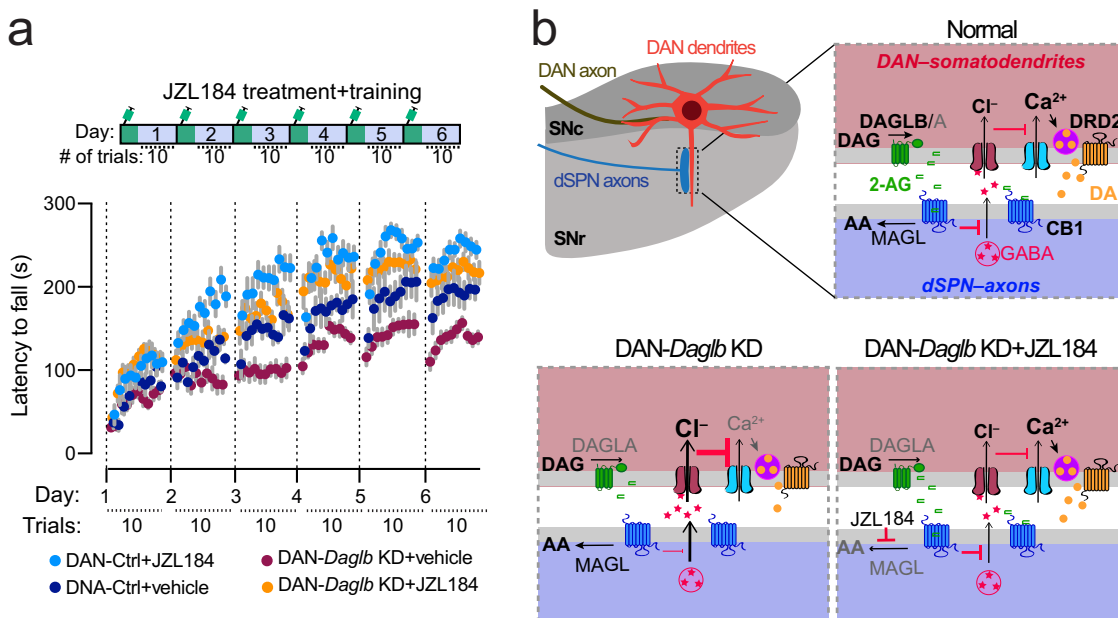 a
JZL184 treatment+training
Day: 1 2 3 4 5 6
# of trials: 10 10 10 10 10 10
Latency to fall (s)
300
200
100
0
Day:
1 2 3 4 5 6
Trials: 10 10 10 10 10 10
DAN-Ctrl+JZL184
DNA-Ctrl+vehicle
DAN-Daglb KD+vehicle
DAN-Daglb KD+JZL184
b
DAN dendrites
DAN axon
SNc
dSPN axons
SNr
Normal
DAN–somatodendrites
Cl⁻ Ca²⁺
DAGLB/A DRD2
DAG
2-AG DA
AA
MAGL CB1
GABA
dSPN–axons
DAN-Daglb KD
Cl⁻ Ca²⁺
DAGLA
DAG
AA
MAGL
DAN-Daglb KD+JZL184
Cl⁻ Ca²⁺
DAGLA
DAG
JZL184
AA
MAGL